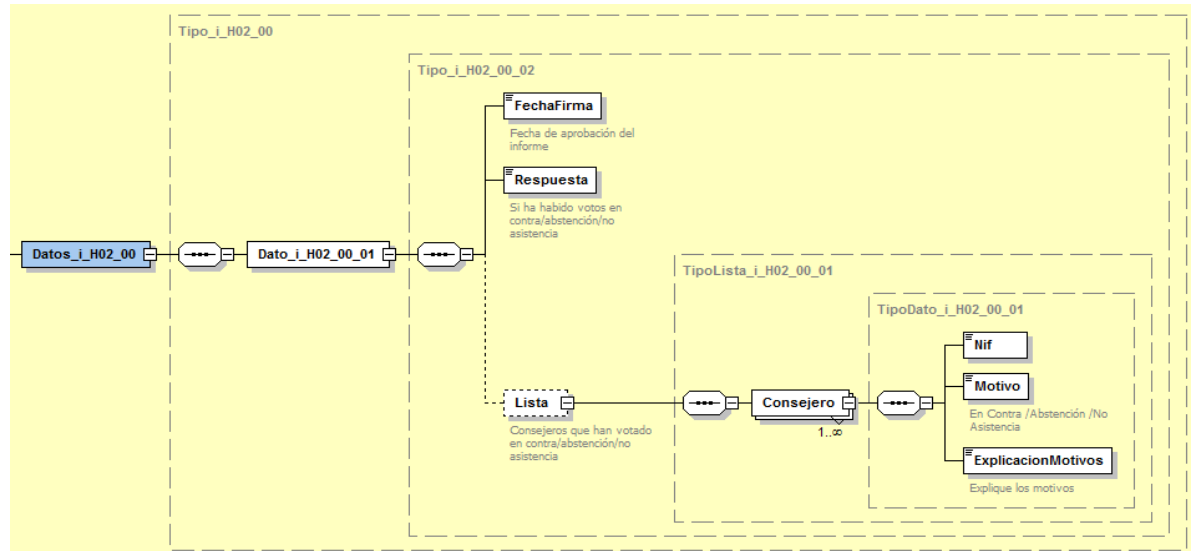 Tipo_i_H02_00
Tipo_i_H02_00_02
FechaFirma
Fecha de aprobación del
informe
Respuesta
Si ha habido votos en
contra/abstención/no
asistencia
Datos_i_H02_00
Dato_i_H02_00_01
TipoLista_i_H02_00_01
TipoDato_i_H02_00_01
Nif
Lista
Consejeros que han votado
en contra/abstención/no
asistencia
Consejero
1..∞
Motivo
En Contra /Abstención /No
Asistencia
ExplicacionMotivos
Explique los motivos